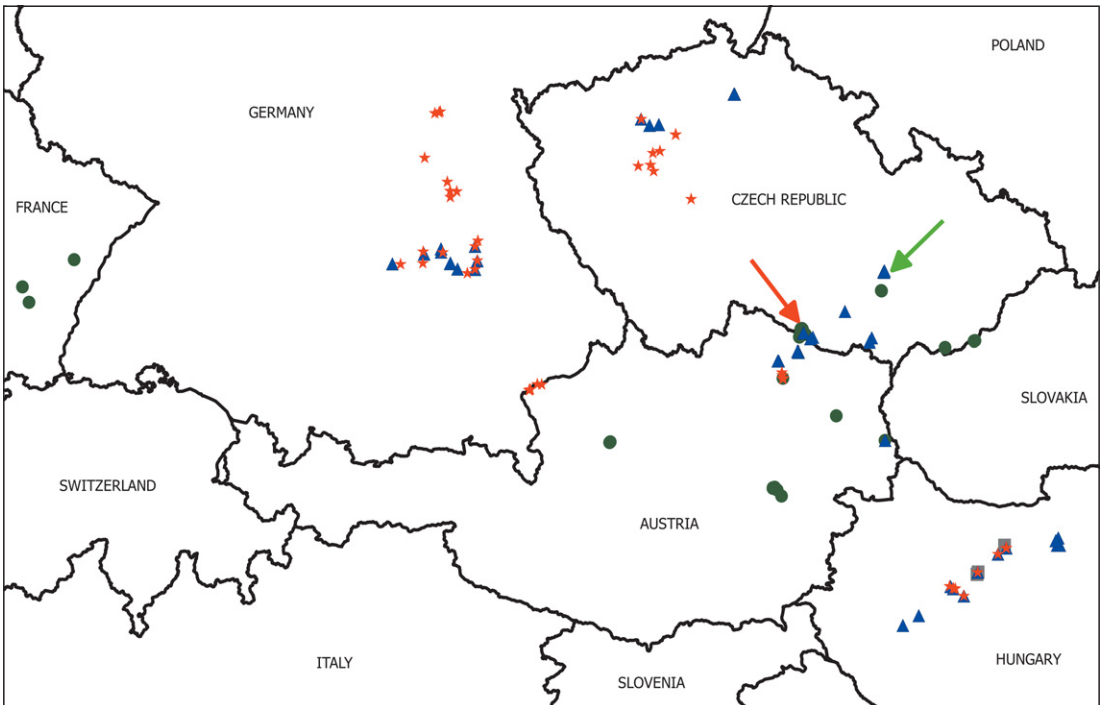 POLAND
GERMANY
CZECH REPUBLIC
FRANCE
SLOVAKIA
SWITZERLAND
AUSTRIA
ITALY
HUNGARY
SLOVENIA